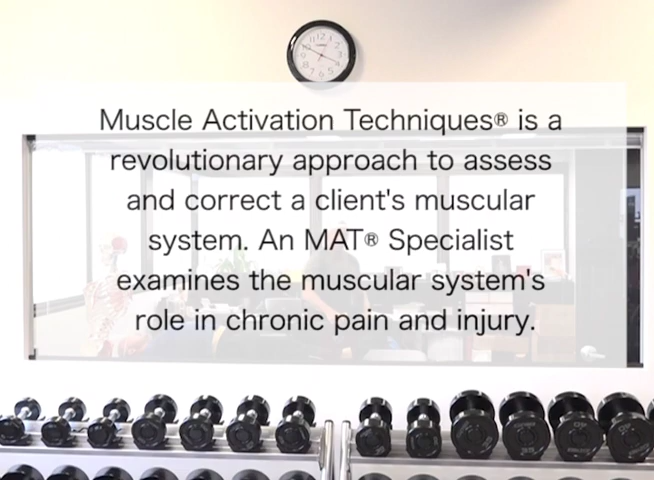 Muscle Activation Techniques® is a
revolutionary approach to assess
and correct a client's muscular
system. An MAT® Specialist
examines the muscular system's
role in chronic pain and injury.